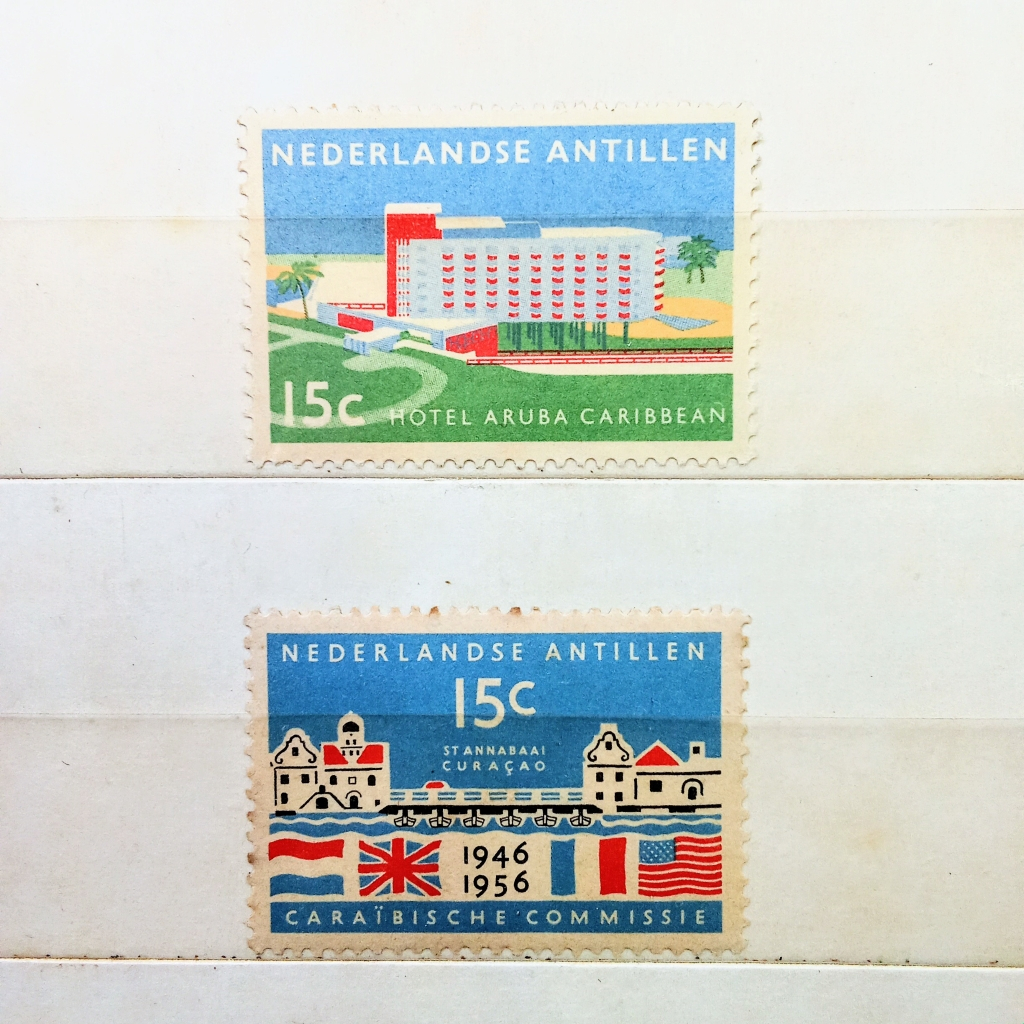 NEDERLANDSE ANTILLEN
15c HOTEL ARUBA CARIBBEAN
NEDERLANDSE ANTILLEN
15c
ST ANNABAAI
CURAÇAO
1946
1956
CARAÏBISCHE COMMISSIE